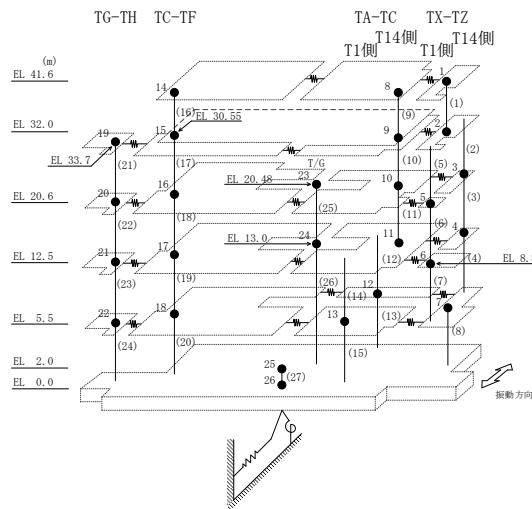 TG-TH TC-TF TA-TC TX-TZ
T14側 T14側
T1側 T1側
(m)
EL 41.6
14 8 1
EL 30.55
(16) (9) (1)
EL 32.0
19 15 9 2
EL 33.7
(21) (17) (10) (5) (2)
T/G
23 3
EL 20.48
10 (3)
EL 20.6
20 16 5
(22) (18) (25) (11)
11 (6) 4
EL 13.0
24
EL 12.5
21 17 (12) 6 (4)
(23) (19) (26) (14) 12 (7)
EL 5.5
22 18 13 (13) 7
(24) (20) (15) (8)
EL 2.0
25
EL 0.0
26 (27)
振動方向